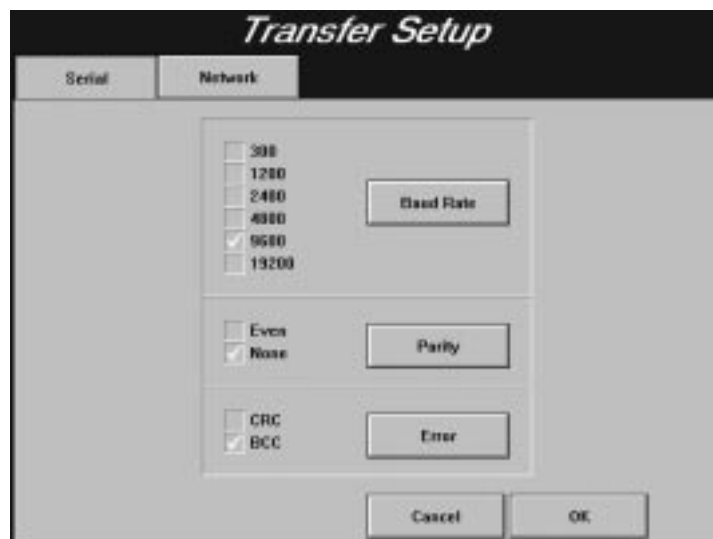 Transfer Setup
Serial
Network
300
1200
2400
4800
9600
19200
Baud Rate
Even
None
Parity
CRC
BCC
Error
Cancel
OK